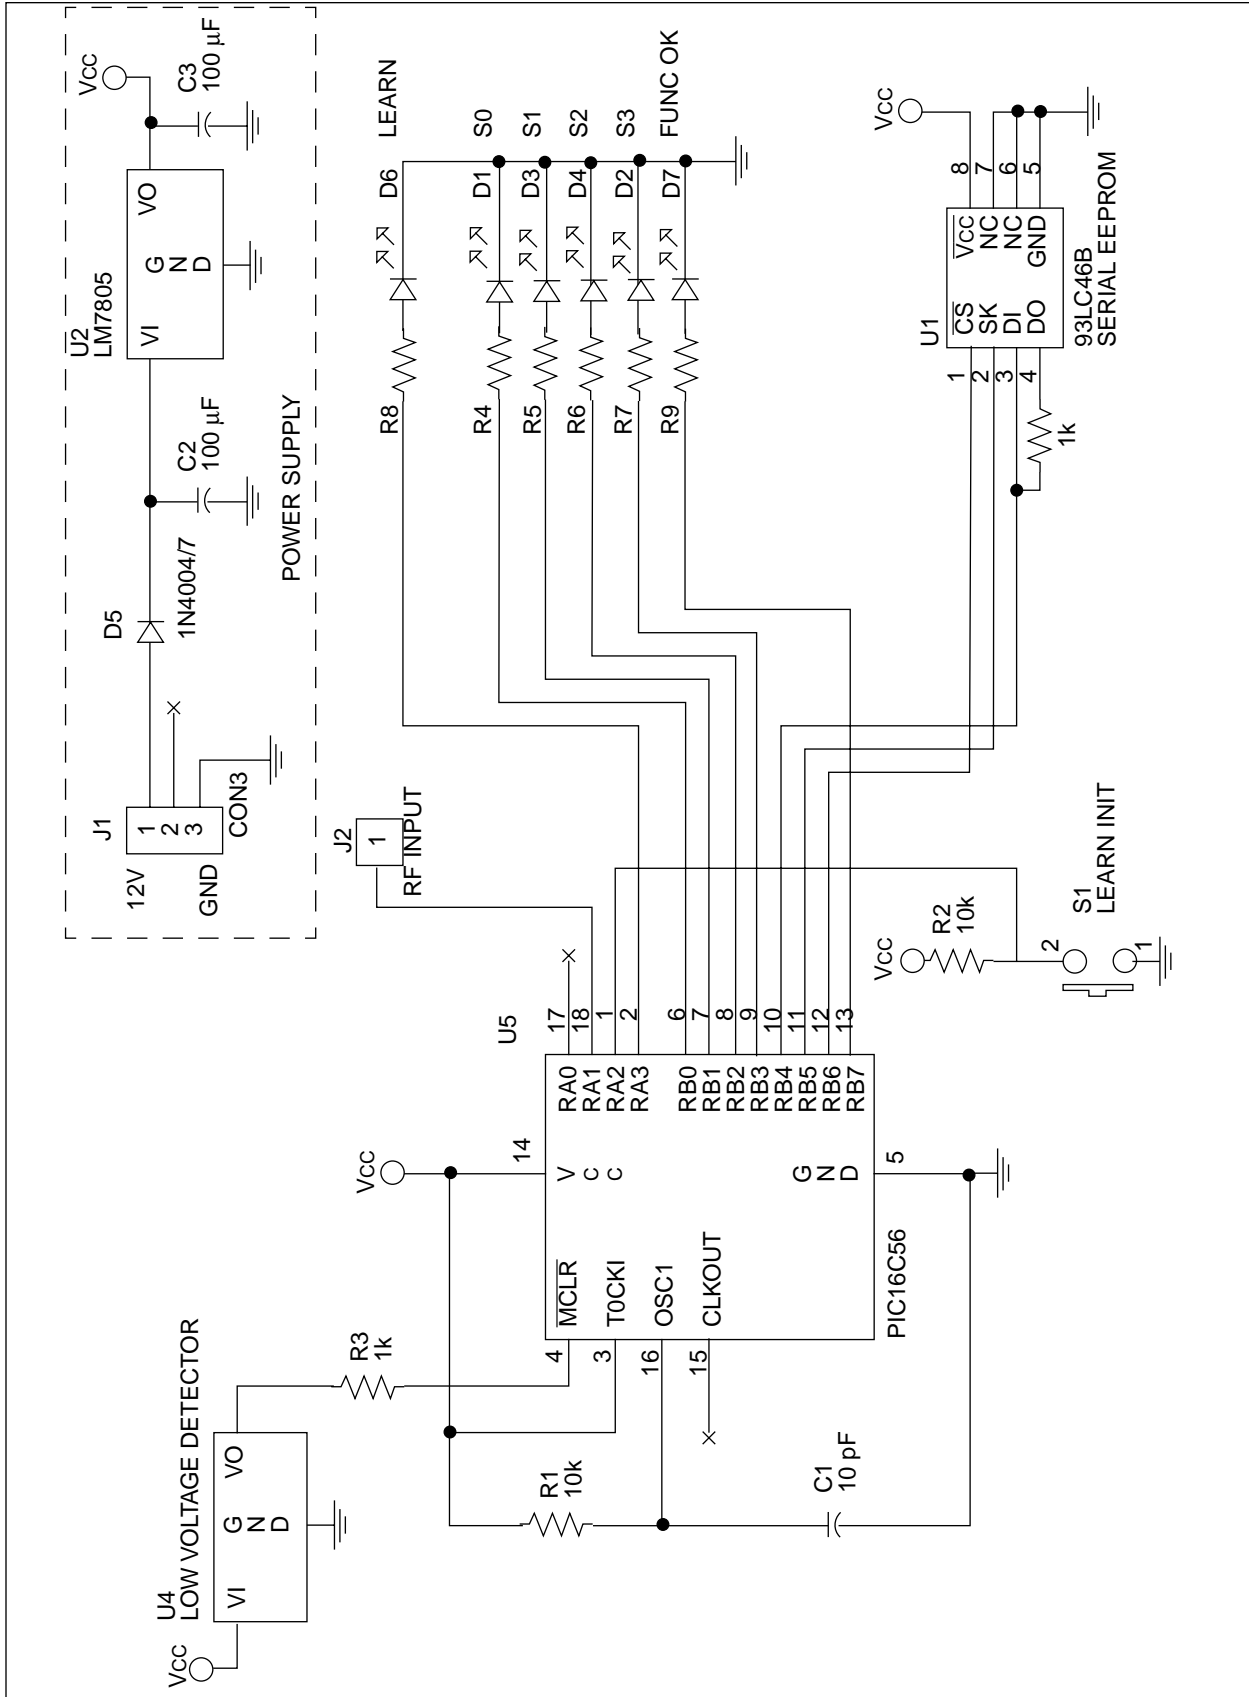 J1
12V
GND
1
2
3
CON3
D5
1N4004/7
C2
100 µF
U2
LM7805
VI
VO
G
N
D
VCC
C3
100 µF
POWER SUPPLY
J2
1
RF INPUT
D6
LEARN
R8
D1
S0
R4
D3
S1
R5
D4
S2
R6
D2
S3
R7
D7
FUNC OK
R9
VCC
U1
1
2
3
4
CS
SK
DI
DO
VCC
NC
NC
GND
8
7
6
5
93LC46B
SERIAL EEPROM
1k
VCC
R2
10k
S1
LEARN INIT
2
1
U5
RA0
RA1
RA2
RA3
17
18
1
2
RB0
RB1
RB2
RB3
RB4
RB5
RB6
RB7
6
7
8
9
10
11
12
13
VCC
14
V
C
C
G
N
D
5
MCLR
T0CKI
OSC1
CLKOUT
4
3
16
15
PIC16C56
U4
LOW VOLTAGE DETECTOR
VI
VO
G
N
D
VCC
R3
1k
R1
10k
C1
10 pF